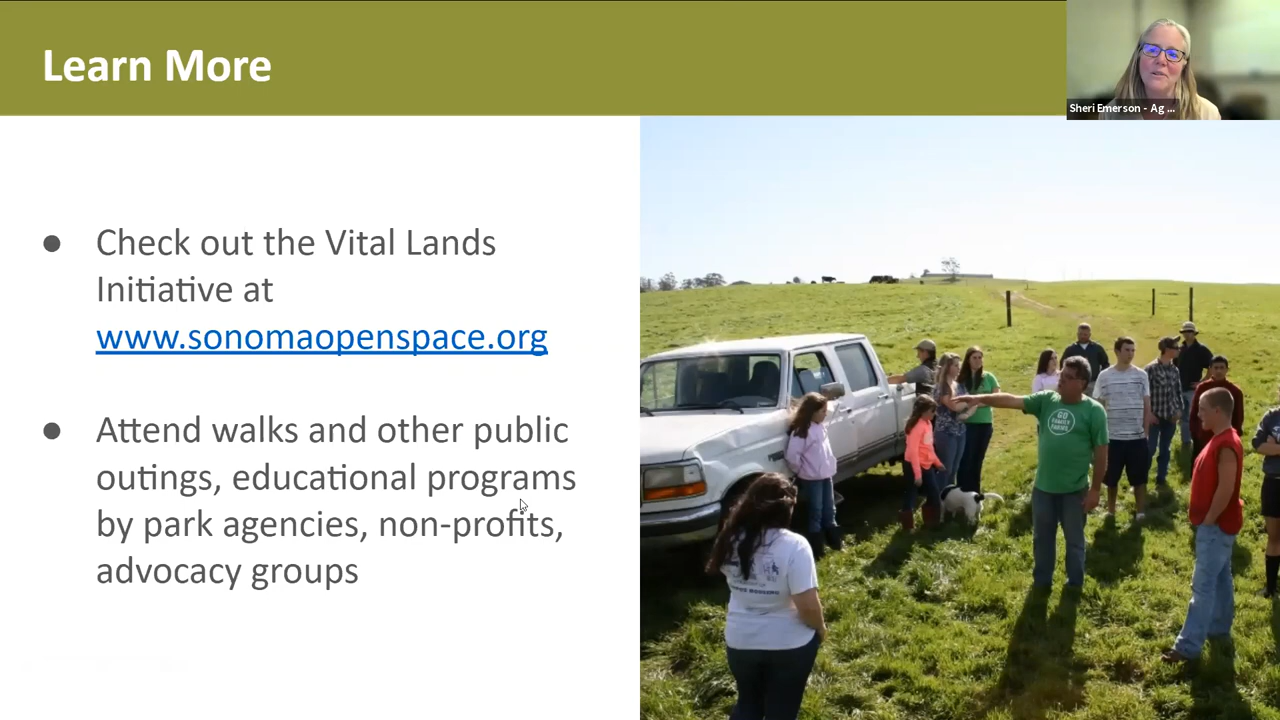 Learn More
Sheri Emerson - Ag ...
● Check out the Vital Lands
Initiative at
www.sonomaopenspace.org
● Attend walks and other public
outings, educational programs
by park agencies, non-profits,
advocacy groups
GO
FAMILY
FARMS